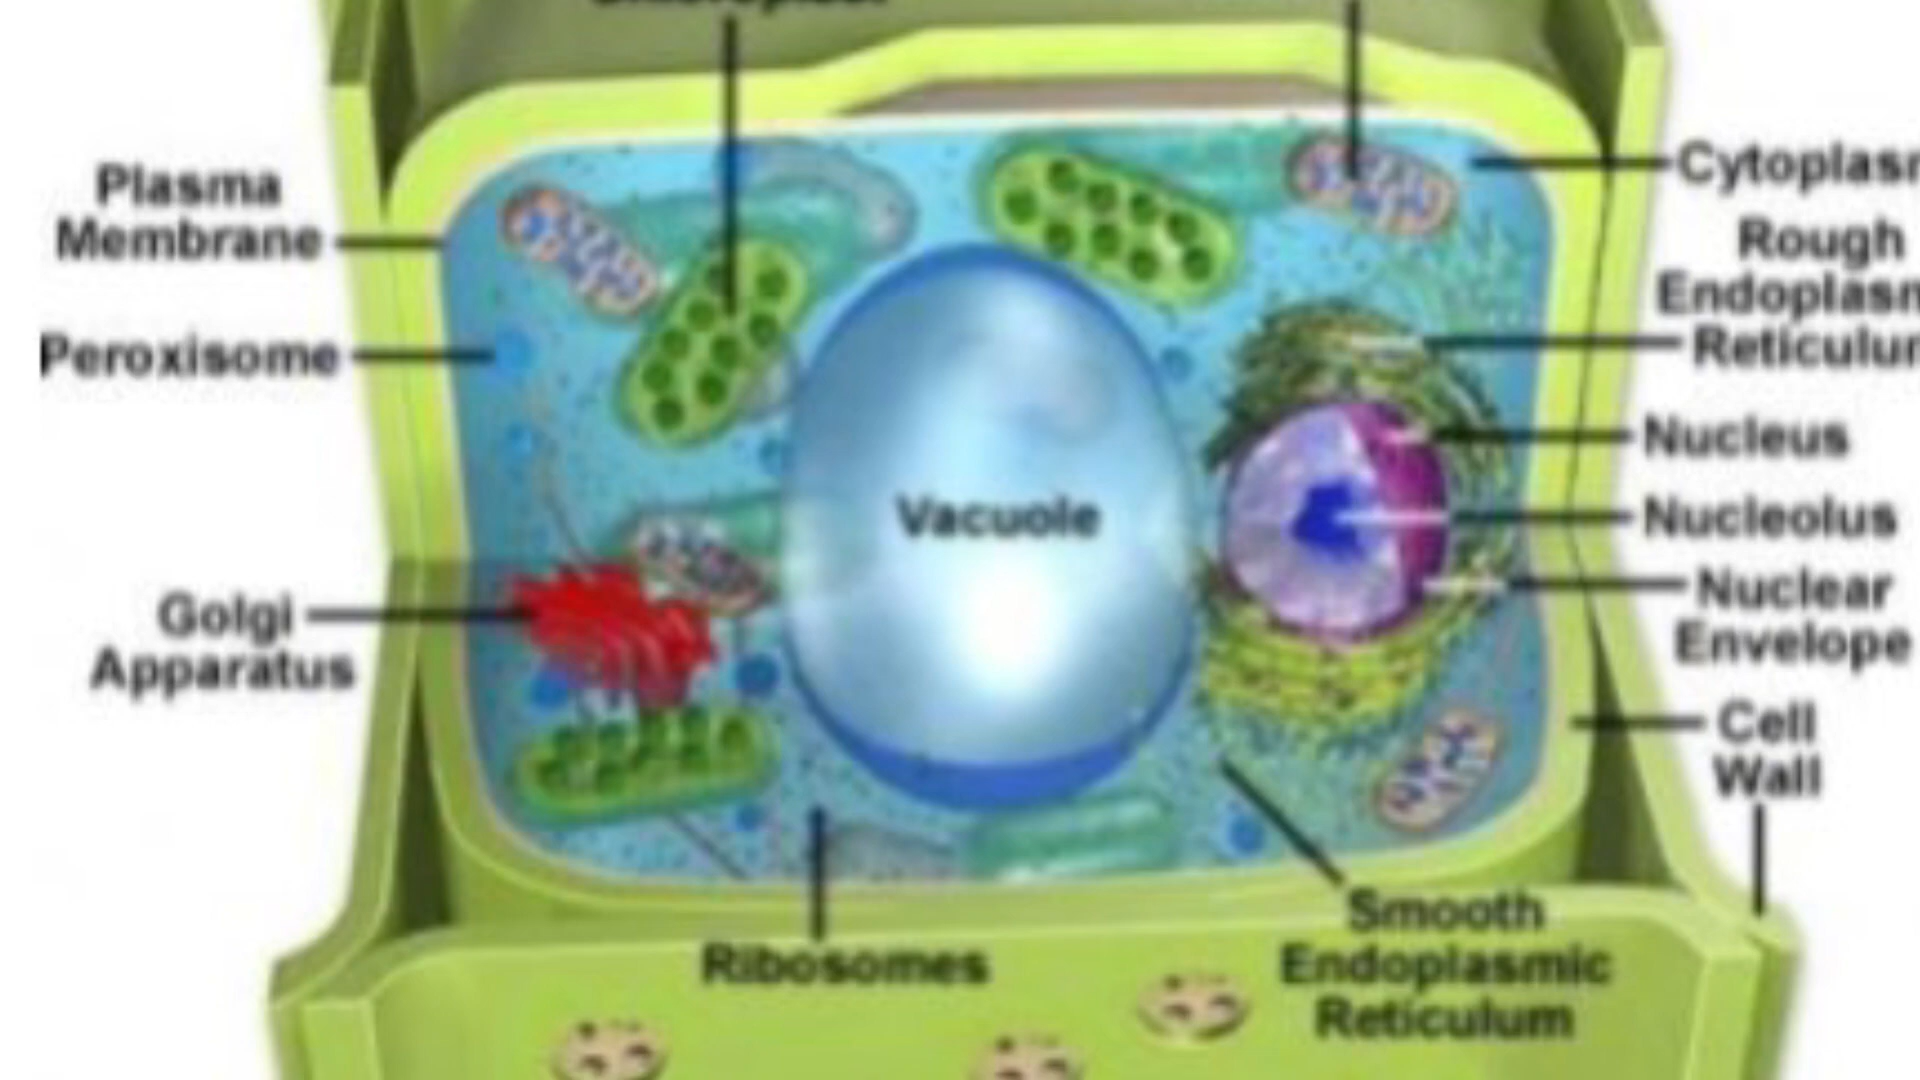 Plasma
Membrane
Peroxisome
Golgi
Apparatus
Vacuole
Ribosomes
Cytoplasm
Rough
Endoplasm
Reticulum
Nucleus
Nucleolus
Nuclear
Envelope
Cell
Wall
Smooth
Endoplasmic
Reticulum